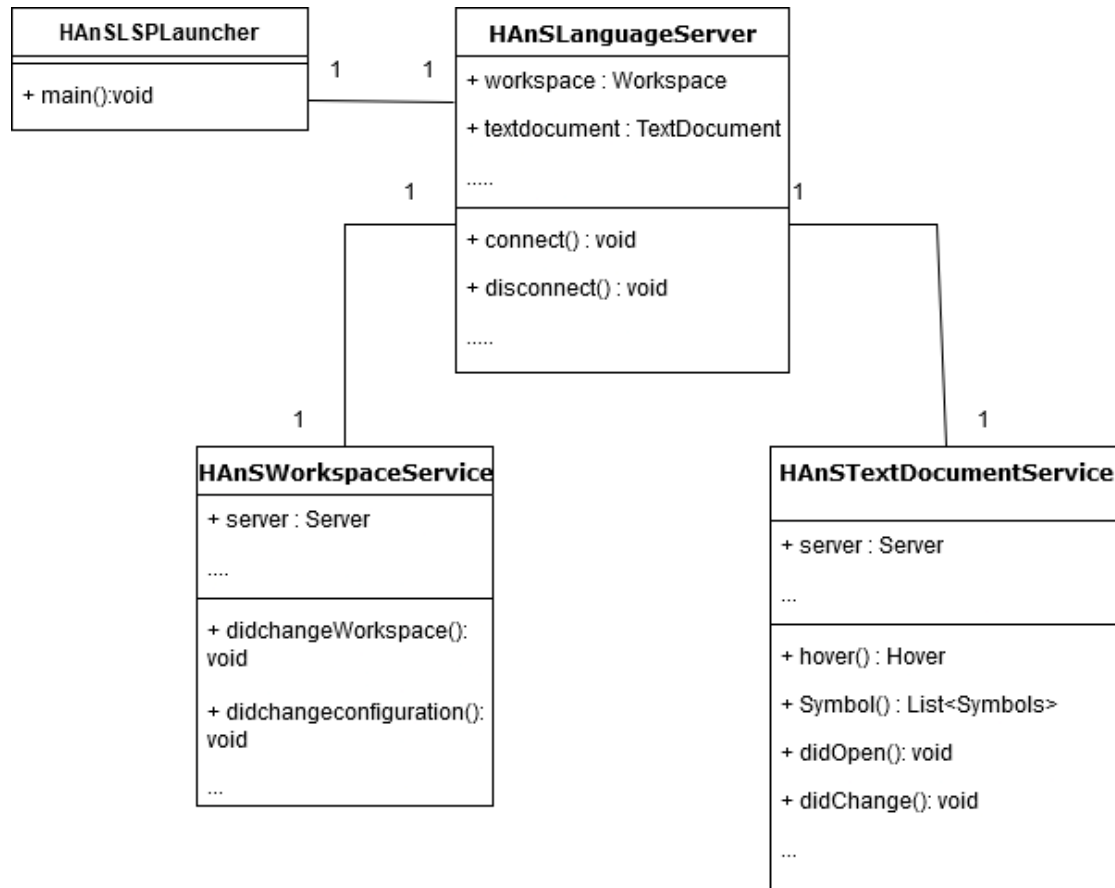 HAnSLSPLauncher
+ main():void
1
1
HAnSLanguageServer
+ workspace : Workspace
+ textdocument : TextDocument
.....
+ connect() : void
+ disconnect() : void
.....
1
1
1
1
HAnSWorkspaceService
+ server : Server
....
+ didchangeWorkspace():
void
+ didchangeconfiguration():
void
...
HAnSTextDocumentService
+ server : Server
...
+ hover() : Hover
+ Symbol() : List<Symbols>
+ didOpen(): void
+ didChange(): void
...